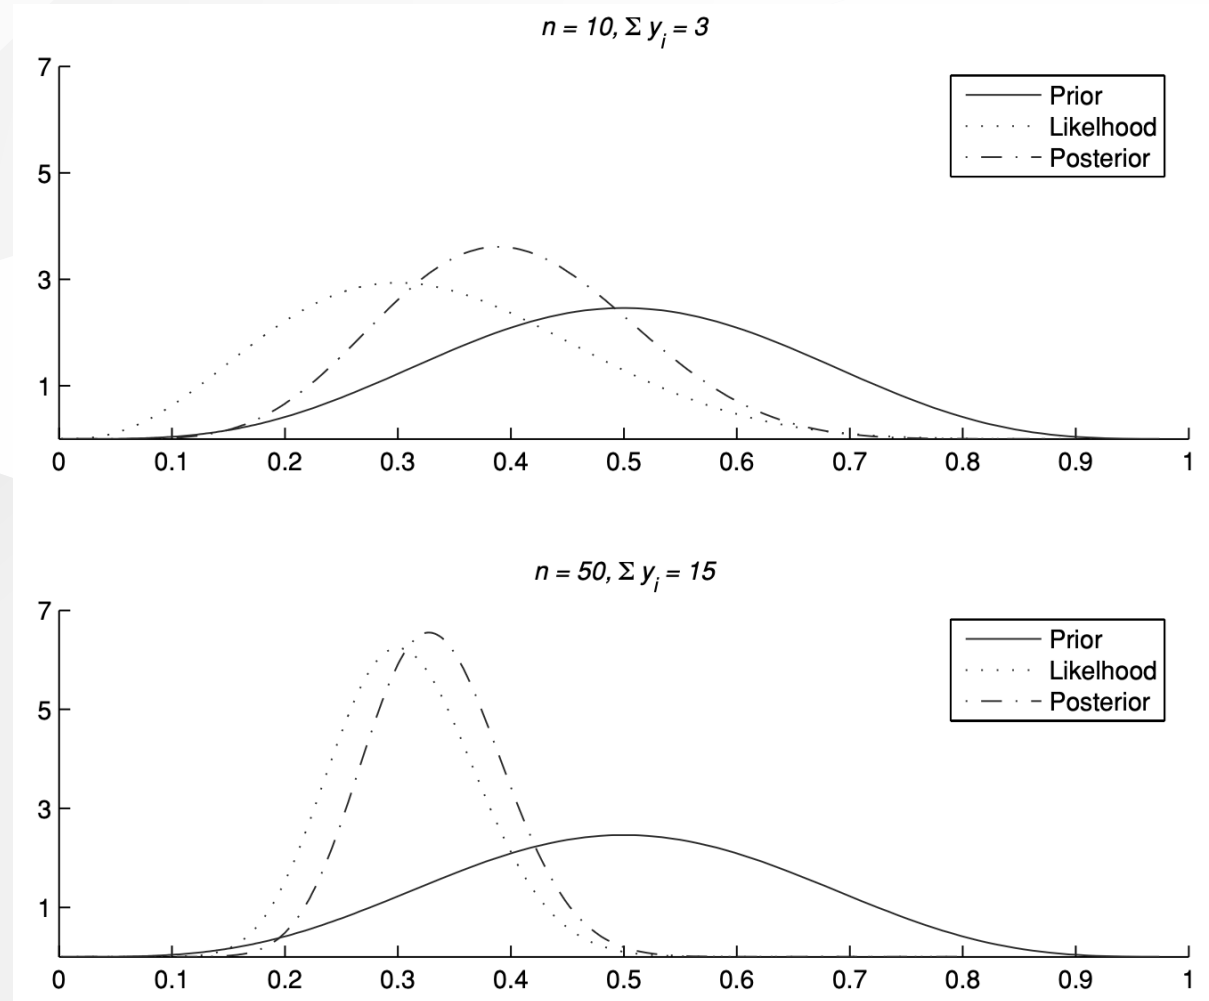 n = 10, Σ yᵢ = 3
7
5
3
1
0 0.1 0.2 0.3 0.4 0.5 0.6 0.7 0.8 0.9 1
Prior
Likelhood
Posterior
n = 50, Σ yᵢ = 15
7
5
3
1
0 0.1 0.2 0.3 0.4 0.5 0.6 0.7 0.8 0.9 1
Prior
Likelhood
Posterior